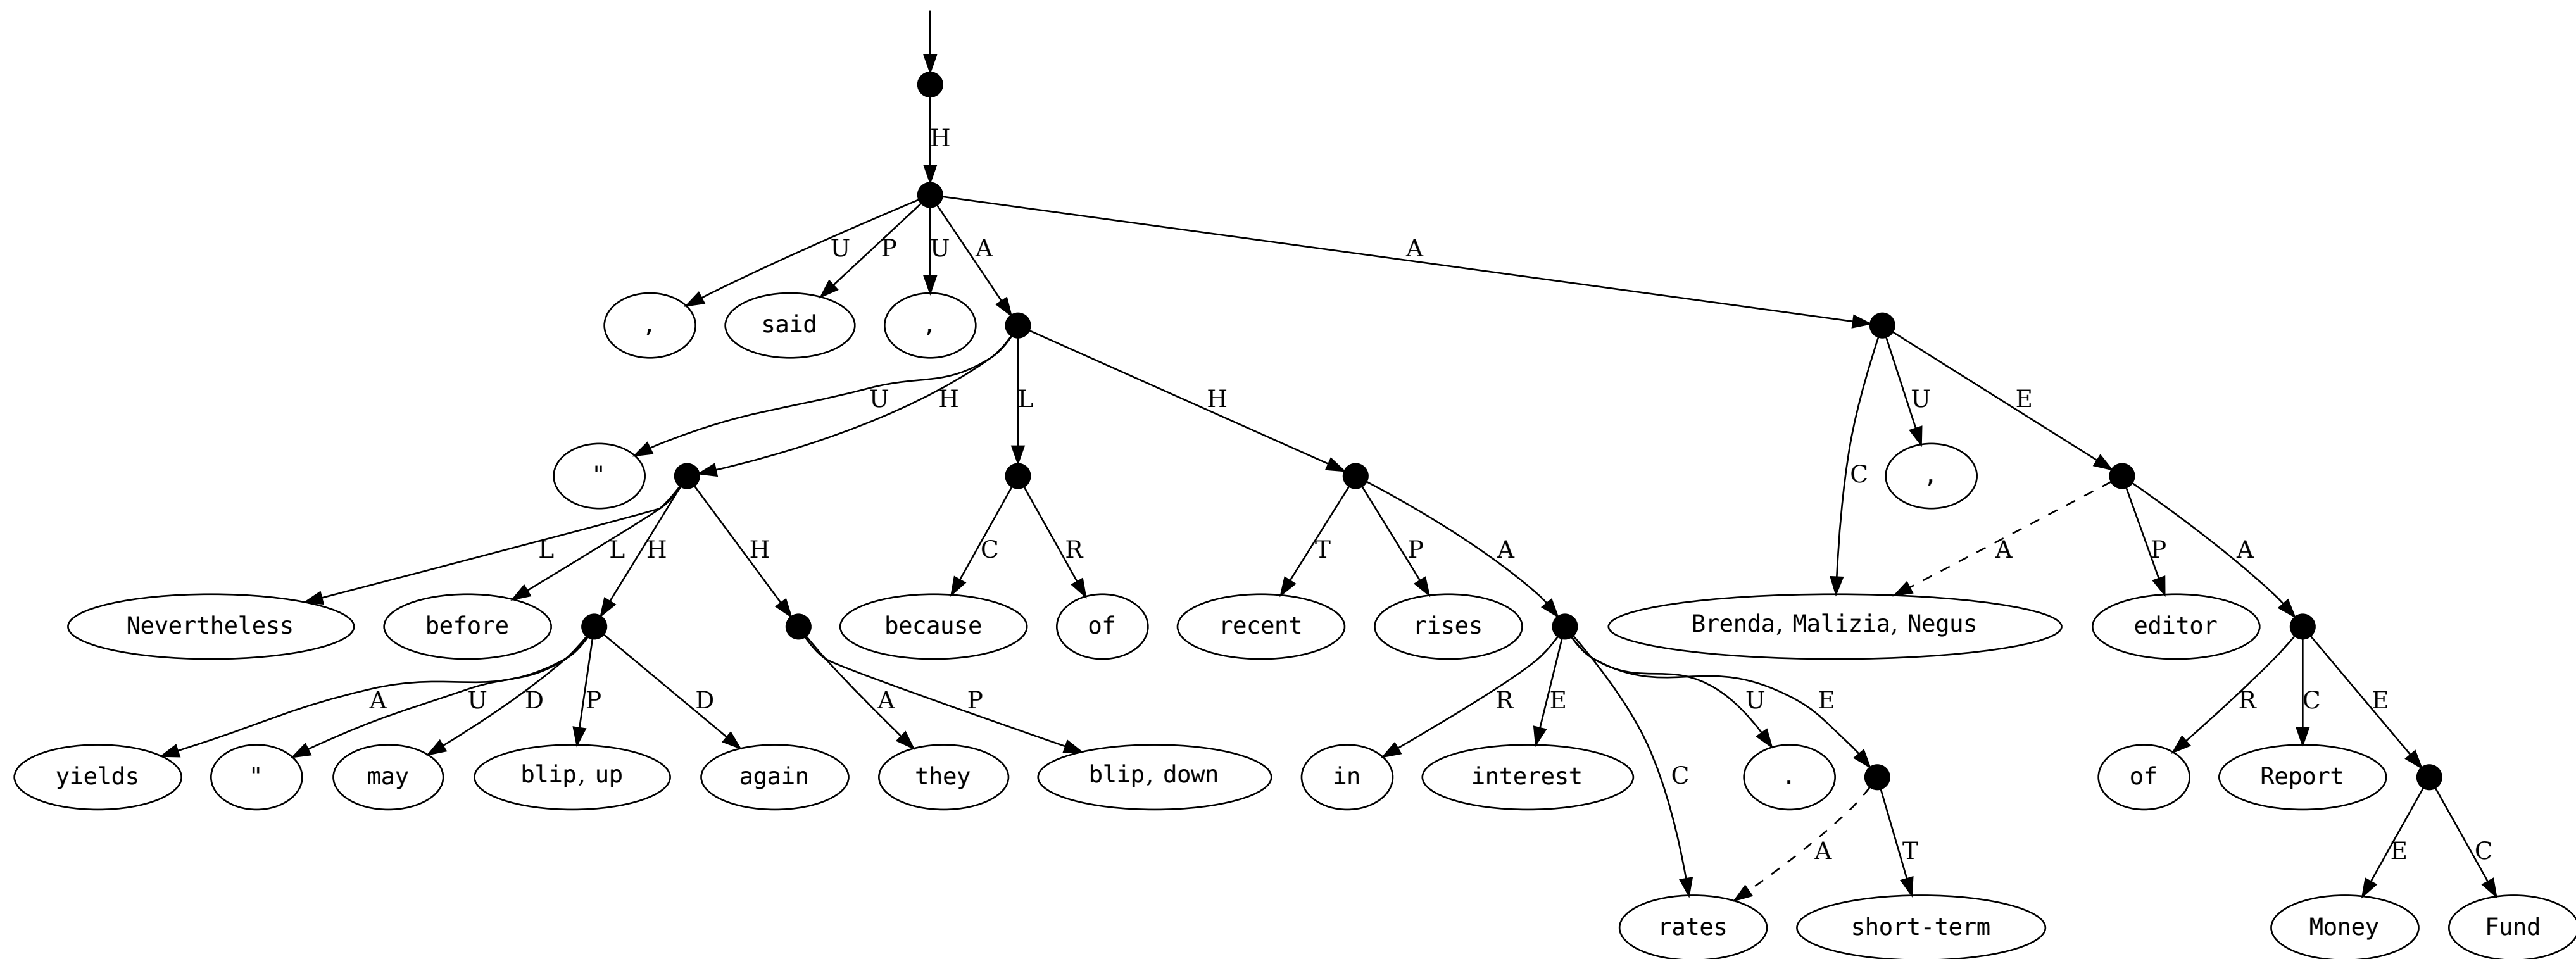 H
U P U A A
, said , 
U H L H C U E
" ,
L L H H C R T P A A P A
Nevertheless before because of recent rises Brenda, Malizia, Negus editor
A U D P D A P R E C U E R C E
yields " may blip, up again they blip, down in interest . of Report
A T E C
rates short-term Money Fund